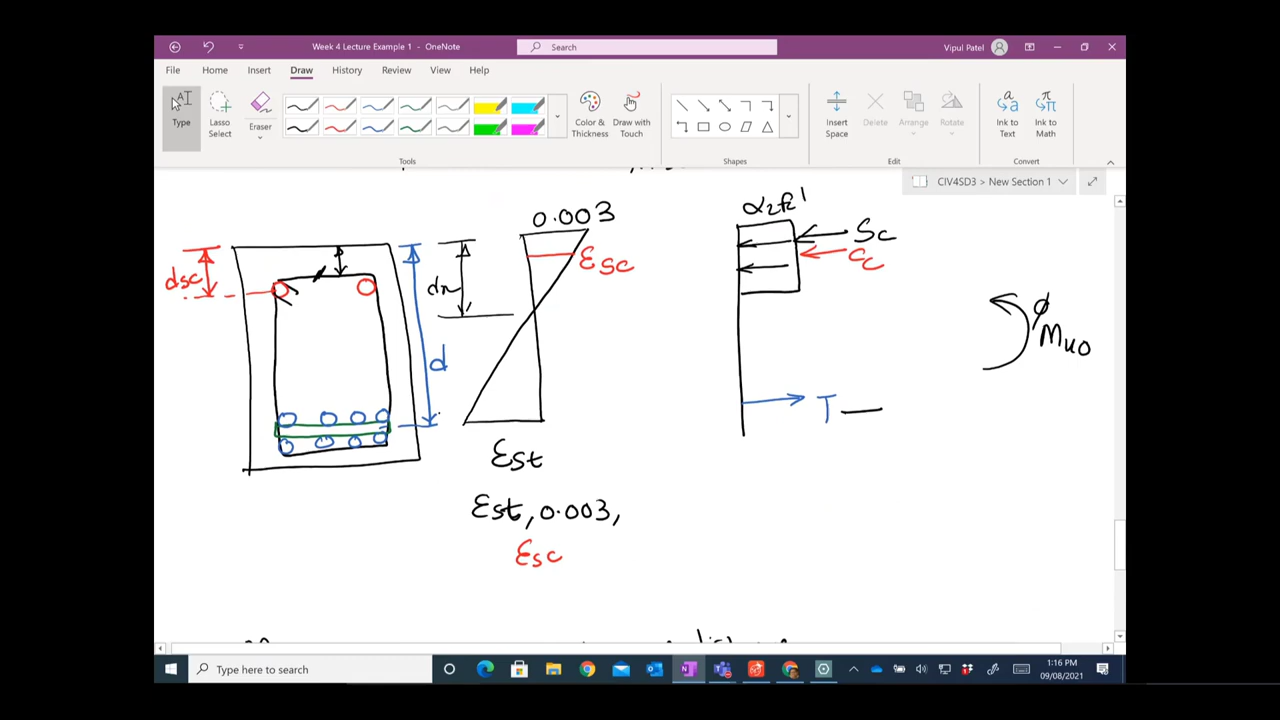 Week 4 Lecture Example 1 - OneNote
Search
Vipul Patel
File Home Insert Draw History Review View Help
Type
Lasso Select
Eraser
Color & Thickness
Draw with Touch
Insert Space
Delete
Arrange
Rotate
Ink to Text
Ink to Math
Tools
Shapes
Edit
Convert
CIV4SD3 > New Section 1
0.003
α2fc'
dsc
dn
εsc
Sc
Cc
d
φ
Muo
T
εst
εst, 0.003,
εsc
Type here to search
1:16 PM
09/08/2021